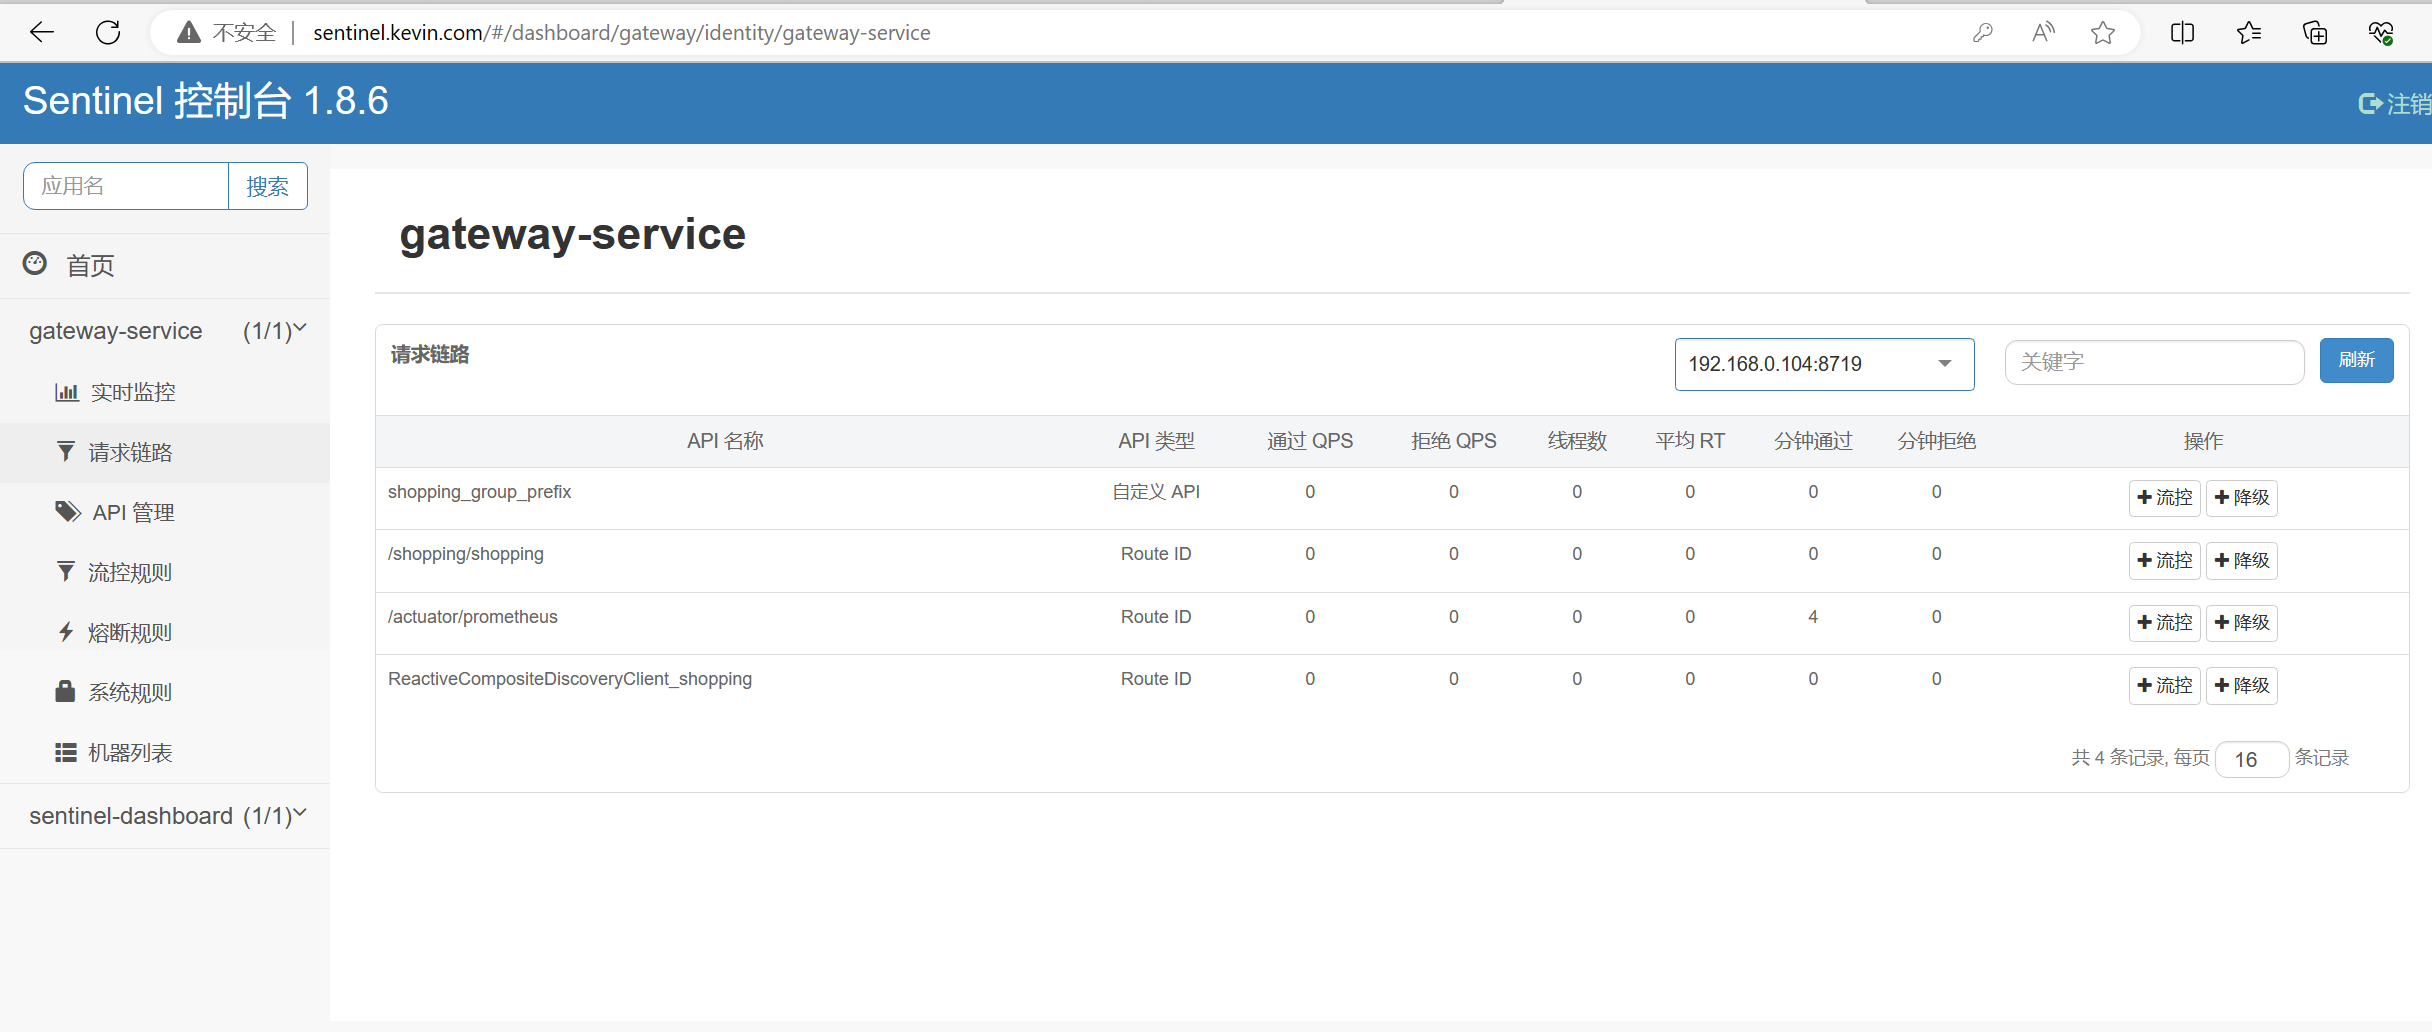 不安全 sentinel.kevin.com/#/dashboard/gateway/identity/gateway-service
Sentinel 控制台 1.8.6
注销
应用名 搜索
首页
gateway-service (1/1)
实时监控
请求链路
API 管理
流控规则
熔断规则
系统规则
机器列表
sentinel-dashboard (1/1)
gateway-service
请求链路 192.168.0.104:8719 关键字 刷新
API 名称 API 类型 通过 QPS 拒绝 QPS 线程数 平均 RT 分钟通过 分钟拒绝 操作
shopping_group_prefix 自定义 API 0 0 0 0 0 0 流控 降级
/shopping/shopping Route ID 0 0 0 0 0 0 流控 降级
/actuator/prometheus Route ID 0 0 0 0 4 0 流控 降级
ReactiveCompositeDiscoveryClient_shopping Route ID 0 0 0 0 0 0 流控 降级
共 4 条记录, 每页 16 条记录